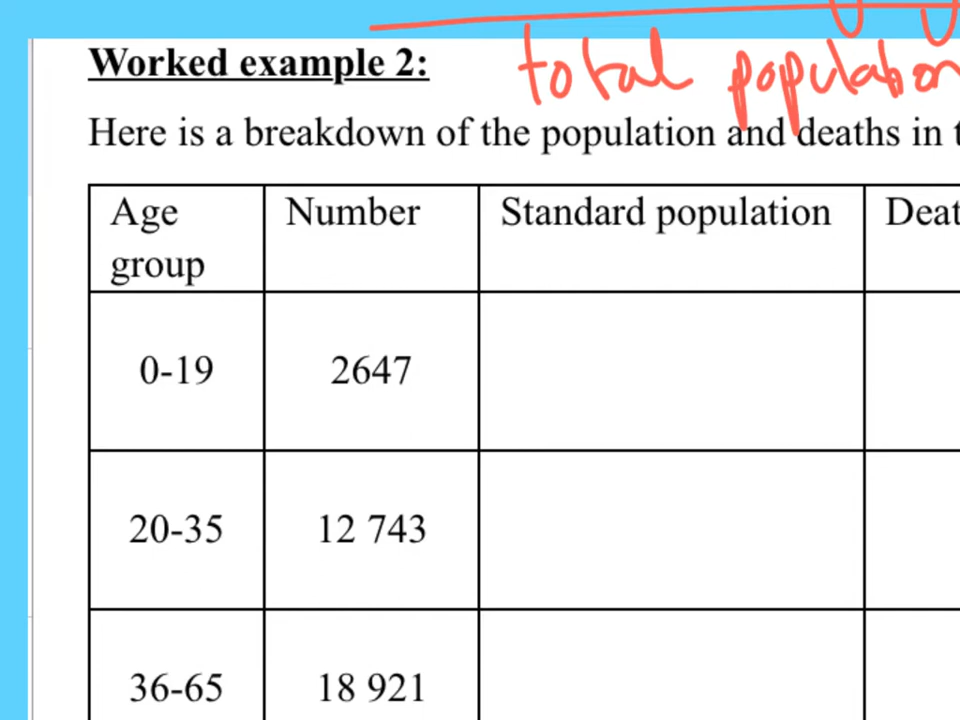 total population
Worked example 2:
Here is a breakdown of the population and deaths in
Age group Number Standard population
0-19 2647
20-35 12 743
36-65 18 921